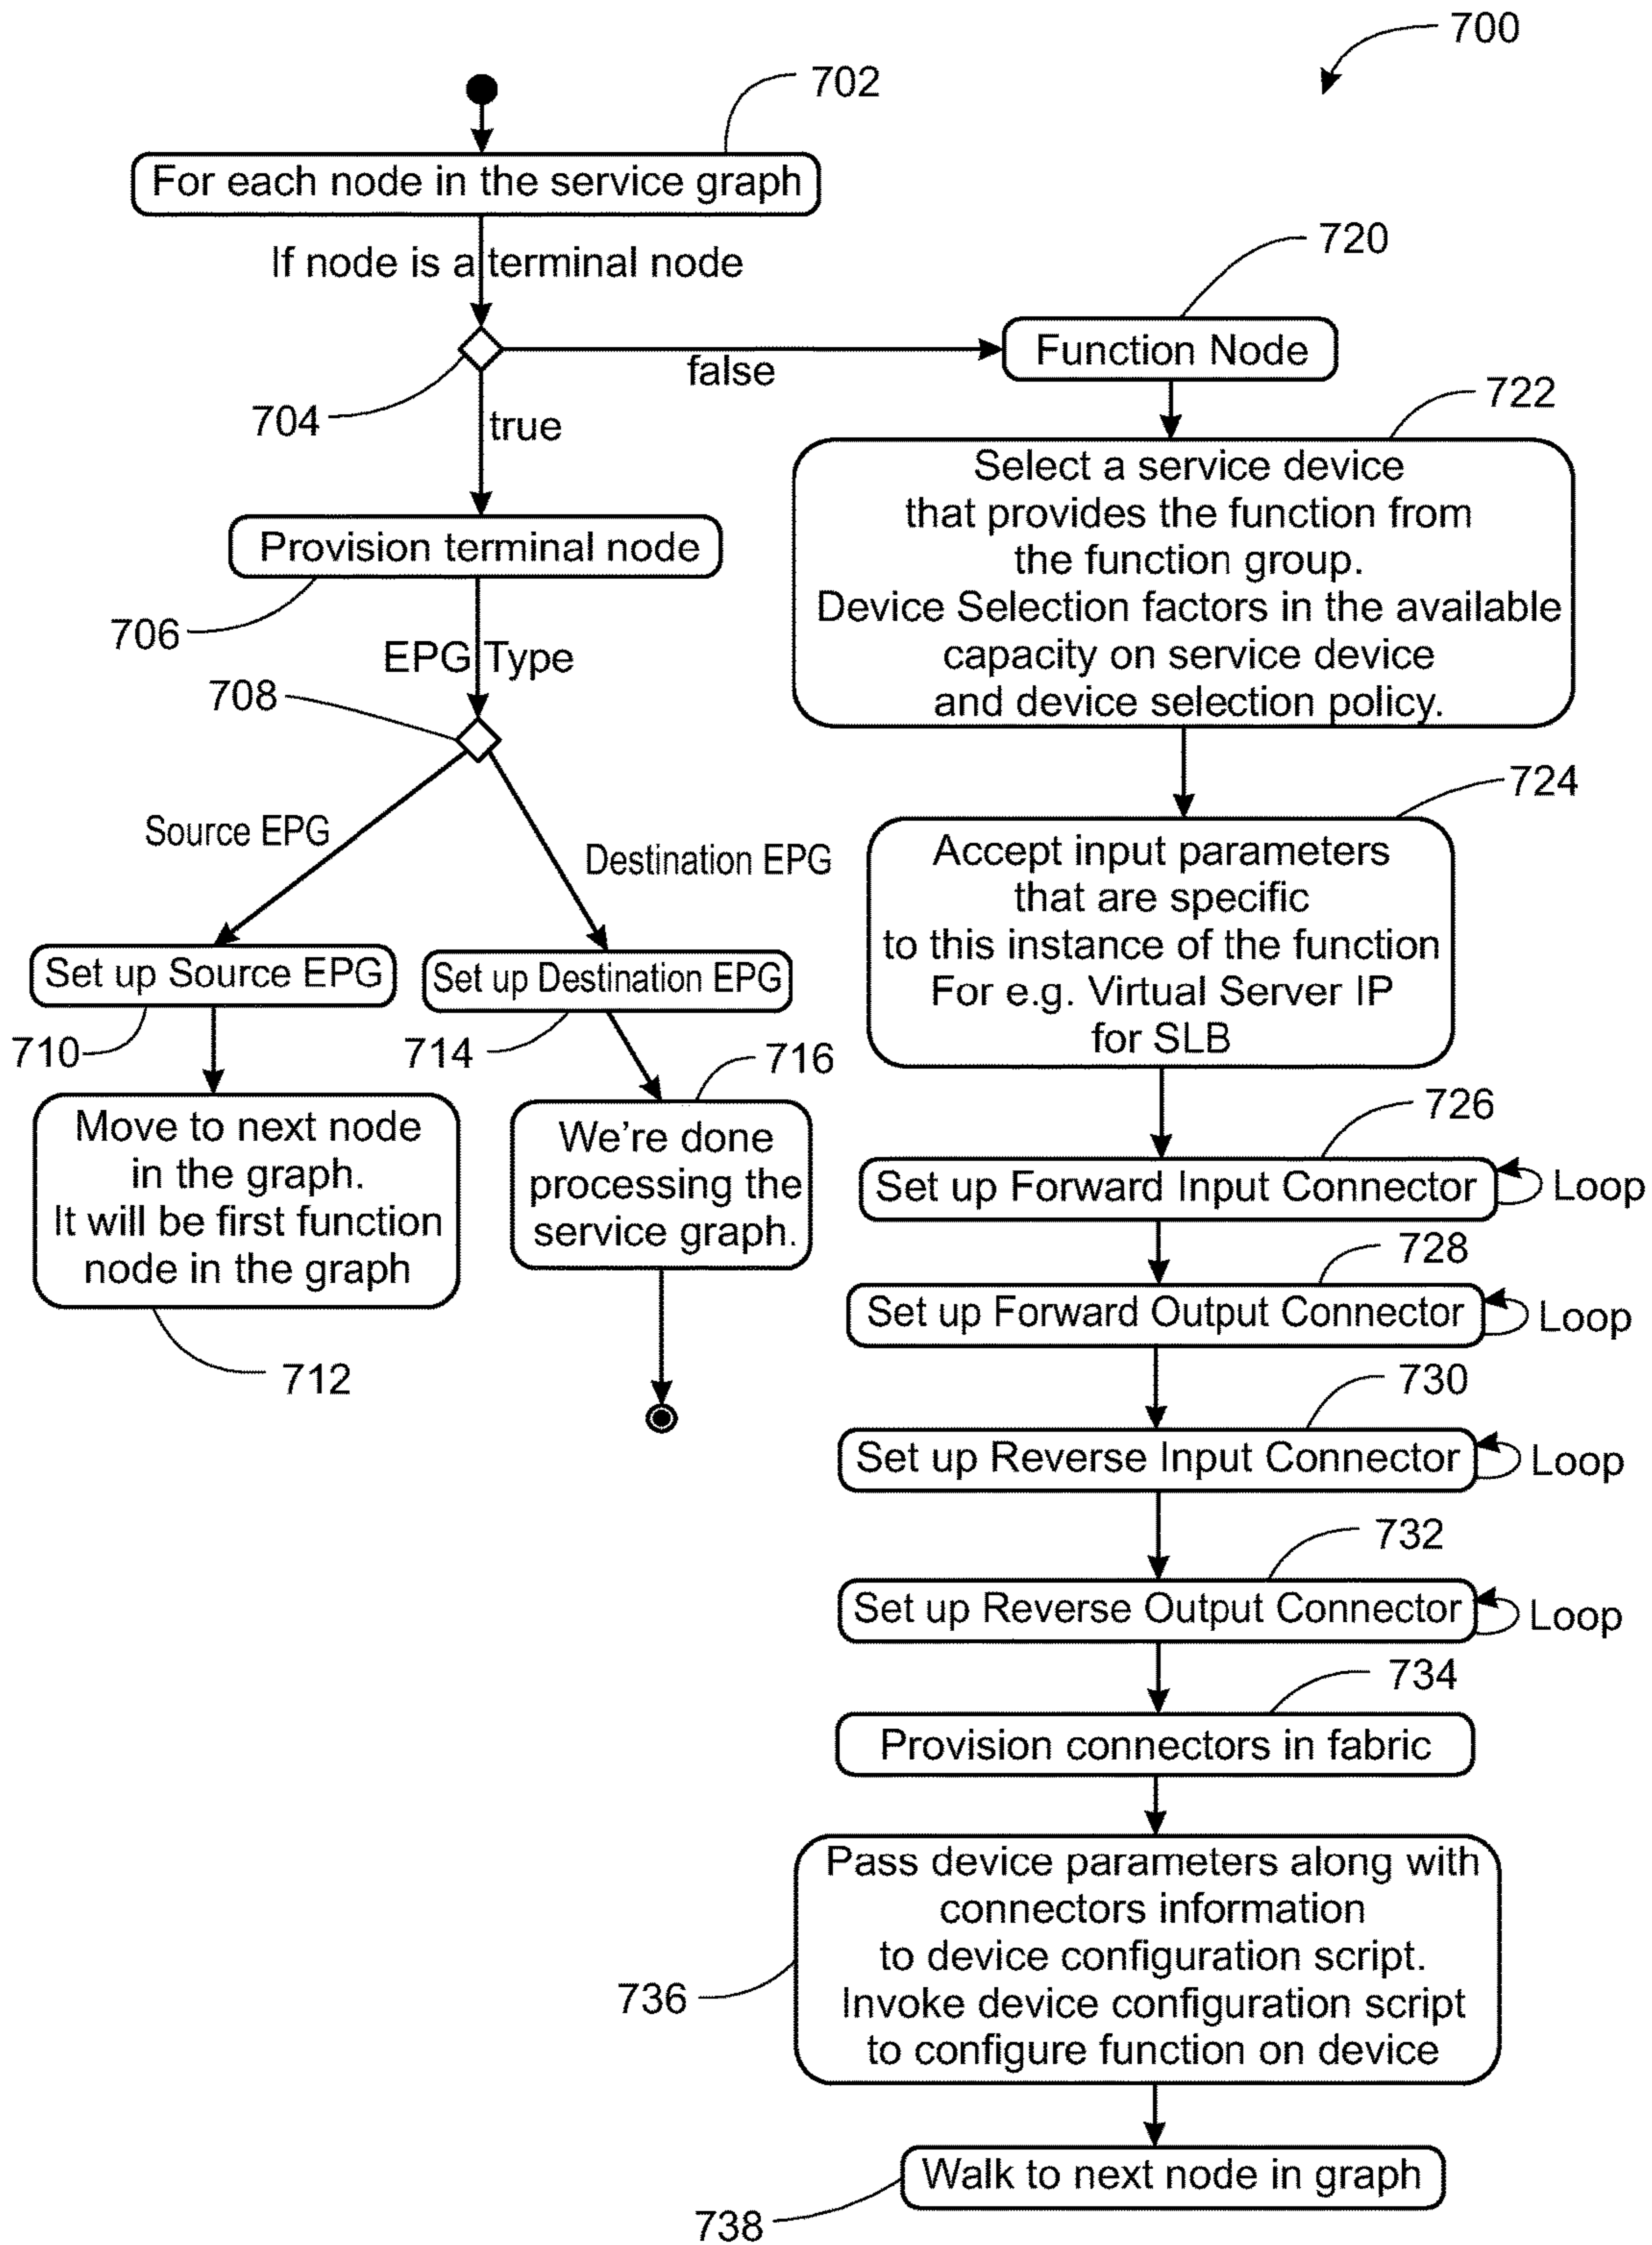 700
702
For each node in the service graph
If node is a terminal node
720
Function Node
false
704
true
722
Select a service device
that provides the function from
the function group.
Device Selection factors in the available
capacity on service device
and device selection policy.
Provision terminal node
706
EPG Type
708
Source EPG
Destination EPG
724
Accept input parameters
that are specific
to this instance of the function
For e.g. Virtual Server IP
for SLB
Set up Source EPG
Set up Destination EPG
710
714
716
Move to next node
in the graph.
It will be first function
node in the graph
We're done
processing the
service graph.
712
726
Set up Forward Input Connector
Loop
728
Set up Forward Output Connector
Loop
730
Set up Reverse Input Connector
Loop
732
Set up Reverse Output Connector
Loop
734
Provision connectors in fabric
Pass device parameters along with
connectors information
to device configuration script.
Invoke device configuration script
to configure function on device
736
Walk to next node in graph
738